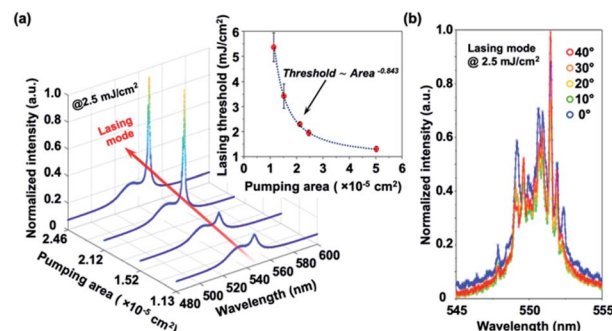 (a)
@2.5 mJ/cm²
Lasing
mode
Normalized intensity (a.u.)
1.0
0.8
0.6
0.4
0.2
0
2.46
2.12
1.52
1.13
Pumping area ( ×10⁻⁵ cm²)
480
500
520
540
560
580
600
Wavelength (nm)
Lasing threshold (mJ/cm²)
6
5
4
3
2
1
Threshold ~ Area⁻⁰·⁸⁴³
0 1 2 3 4 5 6
Pumping area ( ×10⁻⁵ cm²)
(b)
Normalized intensity (a.u.)
1.0
0.8
0.6
0.4
0.2
0.0
Lasing mode
@ 2.5 mJ/cm²
40°
30°
20°
10°
0°
545 550 555
Wavelength (nm)